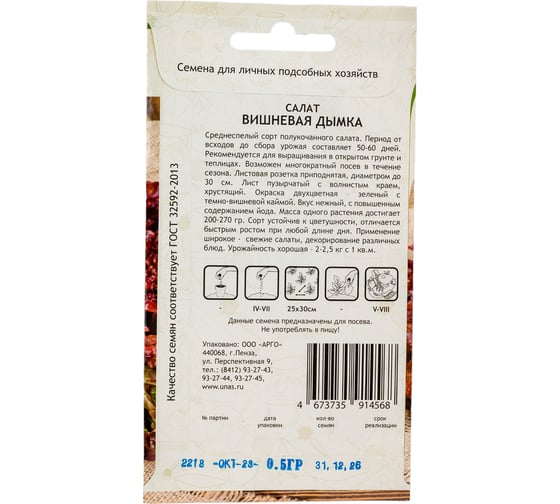 Семена для личных подсобных хозяйств
САЛАТ
ВИШНЕВАЯ ДЫМКА
Среднеспелый сорт полукочанного салата. Период от
всходов до сбора урожая составляет 50-60 дней.
Рекомендуется для выращивания в открытом грунте и
теплицах. Возможен многократный посев в течение
сезона. Листовая розетка приподнятая, диаметром до
30 см. Лист пузырчатый с волнистым краем,
хрустящий. Окраска двухцветная - зеленый с
темно-вишневой каймой. Вкус нежный, с повышенным
содержанием йода. Масса одного растения достигает
200-270 гр. Сорт устойчив к цветушности, отличается
быстрым ростом при любой длине дня. Применение
широкое - свежие салаты, декорирование различных
блюд. Урожайность хорошая - 2-2,5 кг с 1 кв.м.
- IV-VII 25х30см - V-VIII
Данные семена предназначены для посева.
Не употреблять в пищу!
Упаковано: ООО «АРГО»
440068, г.Пенза,
ул. Перспективная 9,
тел.: (8412) 93-27-43,
93-27-44, 93-27-45,
www.unas.ru
4 673735 914568
№ партии дата упаковки. кол-во семян срок реализации
2218 -ОКТ-23- 0.5ГР 31.12.26
Качество семян соответствует ГОСТ 32592-2013